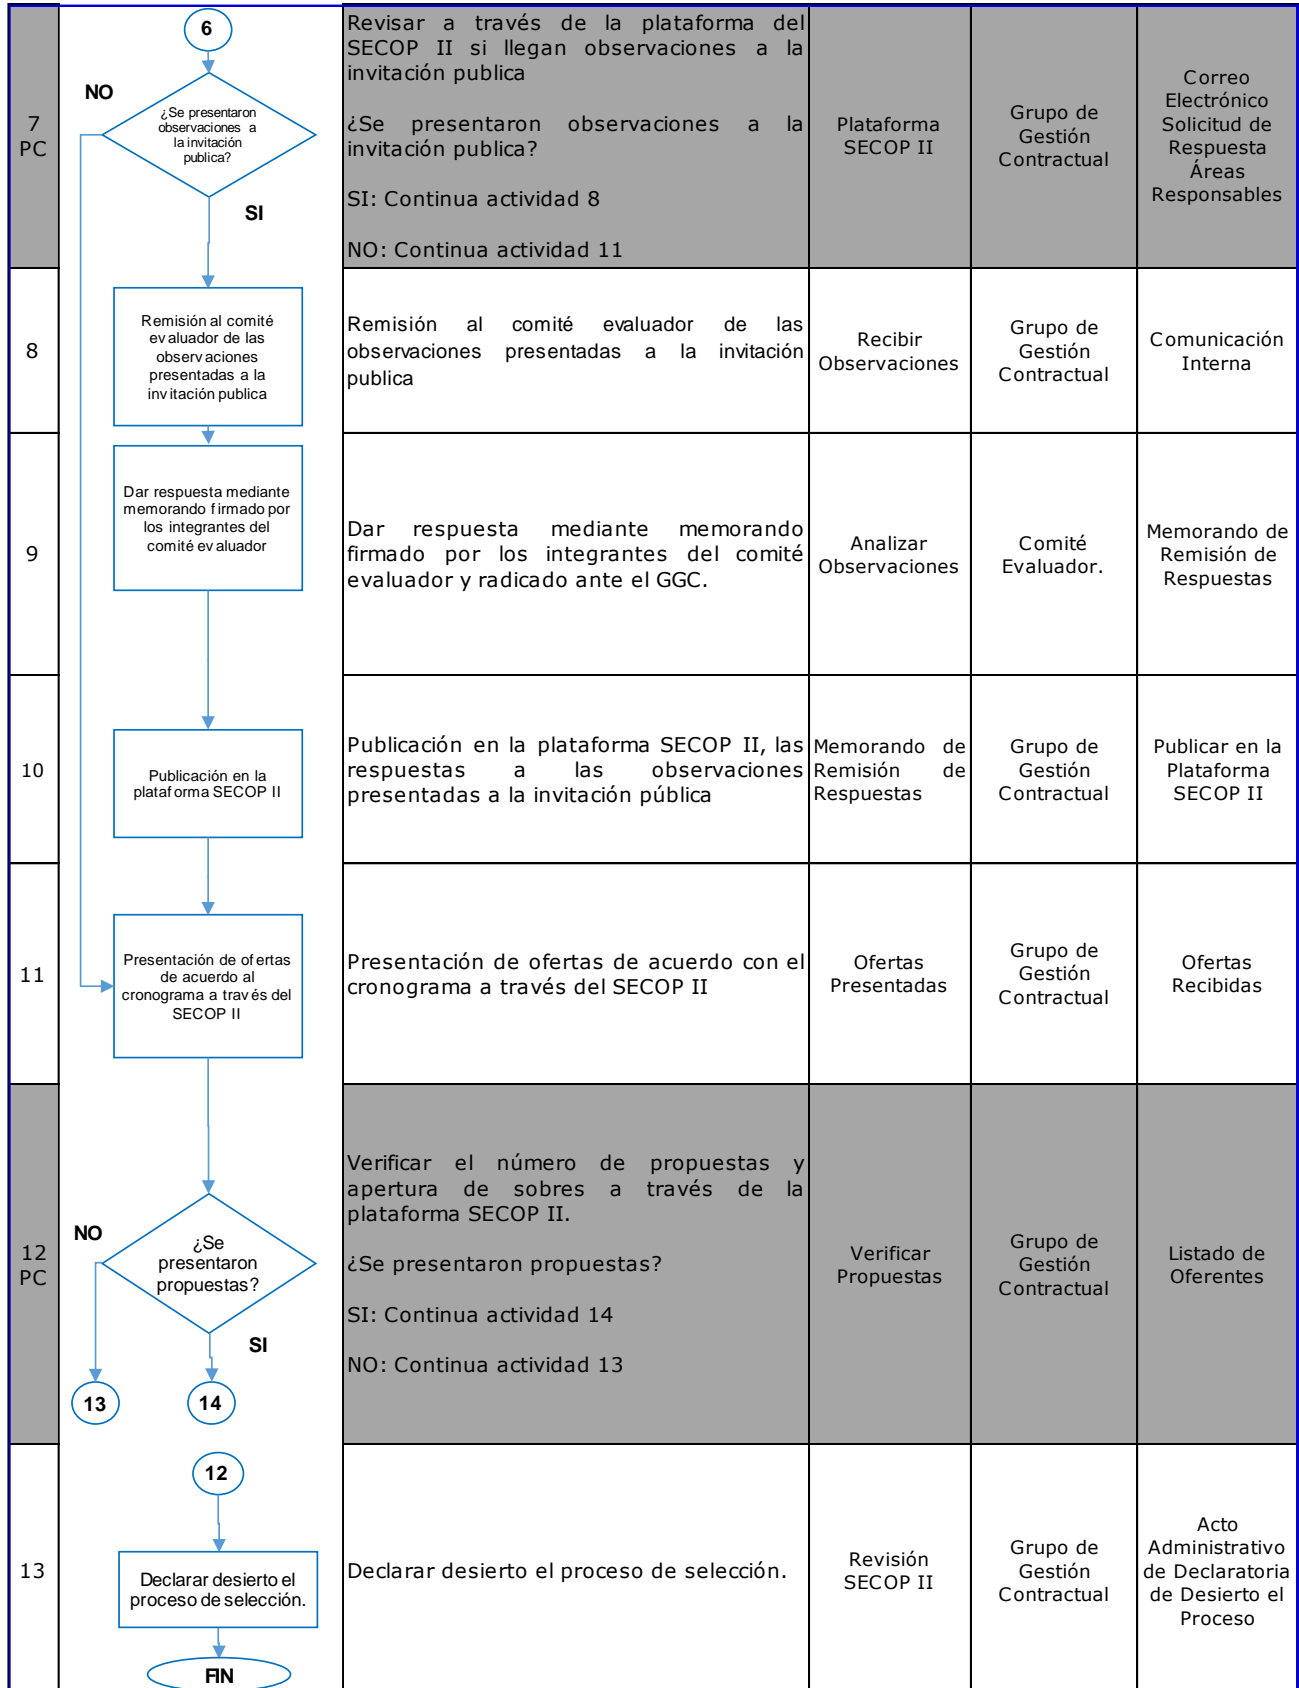 7
PC
6
NO
¿Se presentaron
observaciones a
la invitación
publica?
SI
Revisar a través de la plataforma del
SECOP II si llegan observaciones a la
invitación publica
¿Se presentaron observaciones a la
invitación publica?
SI: Continua actividad 8
NO: Continua actividad 11
Plataforma
SECOP II
Grupo de
Gestión
Contractual
Correo
Electrónico
Solicitud de
Respuesta
Áreas
Responsables
8
Remisión al comité
evaluador de las
observaciones
presentadas a la
invitación publica
Remisión al comité evaluador de las
observaciones presentadas a la invitación
publica
Recibir
Observaciones
Grupo de
Gestión
Contractual
Comunicación
Interna
9
Dar respuesta mediante
memorando firmado por
los integrantes del
comité evaluador
Dar respuesta mediante memorando
firmado por los integrantes del comité
evaluador y radicado ante el GGC.
Analizar
Observaciones
Comité
Evaluador.
Memorando de
Remisión de
Respuestas
10
Publicación en la
plataforma SECOP II
Publicación en la plataforma SECOP II, las
respuestas a las observaciones
presentadas a la invitación pública
Memorando de
Remisión de
Respuestas
Grupo de
Gestión
Contractual
Publicar en la
Plataforma
SECOP II
11
Presentación de ofertas
de acuerdo al
cronograma a través del
SECOP II
Presentación de ofertas de acuerdo con el
cronograma a través del SECOP II
Ofertas
Presentadas
Grupo de
Gestión
Contractual
Ofertas
Recibidas
12
PC
NO
¿Se
presentaron
propuestas?
SI
13
14
Verificar el número de propuestas y
apertura de sobres a través de la
plataforma SECOP II.
¿Se presentaron propuestas?
SI: Continua actividad 14
NO: Continua actividad 13
Verificar
Propuestas
Grupo de
Gestión
Contractual
Listado de
Oferentes
13
12
Declarar desierto el
proceso de selección.
FIN
Declarar desierto el proceso de selección.
Revisión
SECOP II
Grupo de
Gestión
Contractual
Acto
Administrativo
de Declaratoria
de Desierto el
Proceso